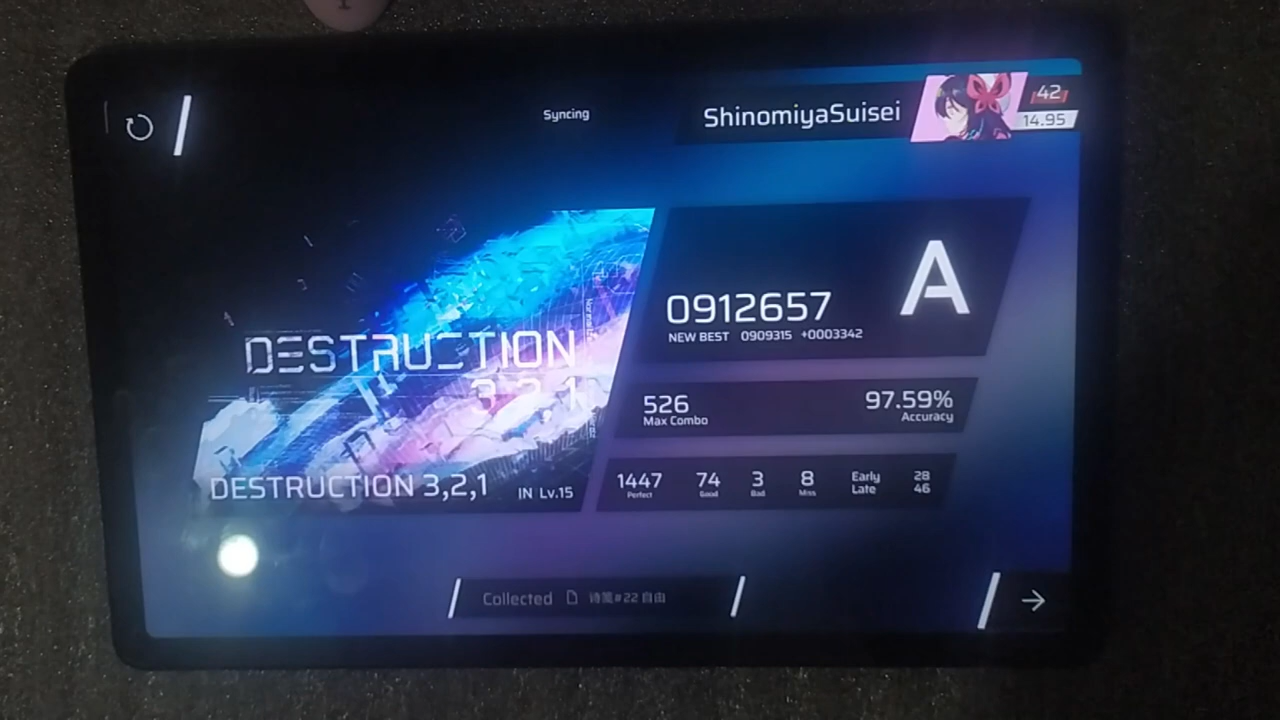 Syncing
ShinomiyaSuisei
42
14.95
DESTRUCTION
3.2.1
DESTRUCTION 3,2,1 IN Lv.15
0912657
A
NEW BEST 0909315 +0003342
526
Max Combo
97.59%
Accuracy
1447 74 3 8
Perfect Good Bad Miss
Early 28
Late 46
Collected 诗篇#22 自由